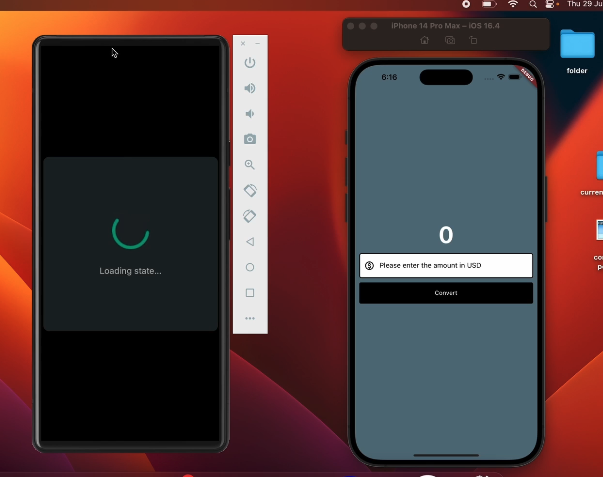 Thu 29 Ju
iPhone 14 Pro Max – iOS 16.4
folder
6:16
DEBUG
curren
0
Loading state...
Please enter the amount in USD
Convert